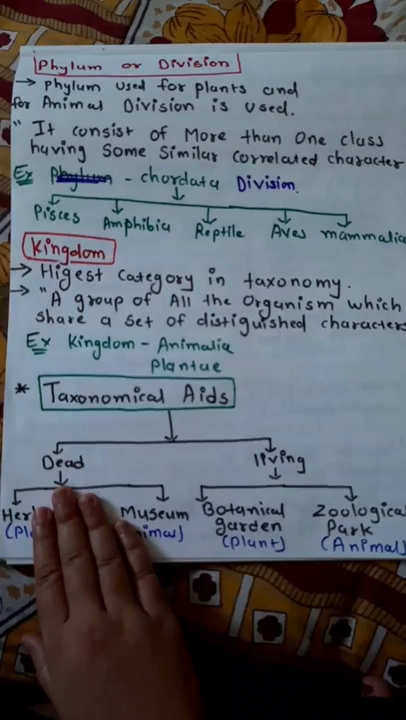 Phylum or Division
→ Phylum used for plants and
for Animal Division is used.
" It consist of More than One class
having Some Similar Correlated character
Ex - chordata Division.
Pisces Amphibia Reptile Aves mammalia
Kingdom
→ Higest Category in taxonomy.
→ "A group of All the Organism which
share a set of distiguished characters
Ex Kingdom - Animalia
Plantae
* Taxonomical Aids
Dead living
Museum Botanical garden (Plant) Zoological Park (Animal)